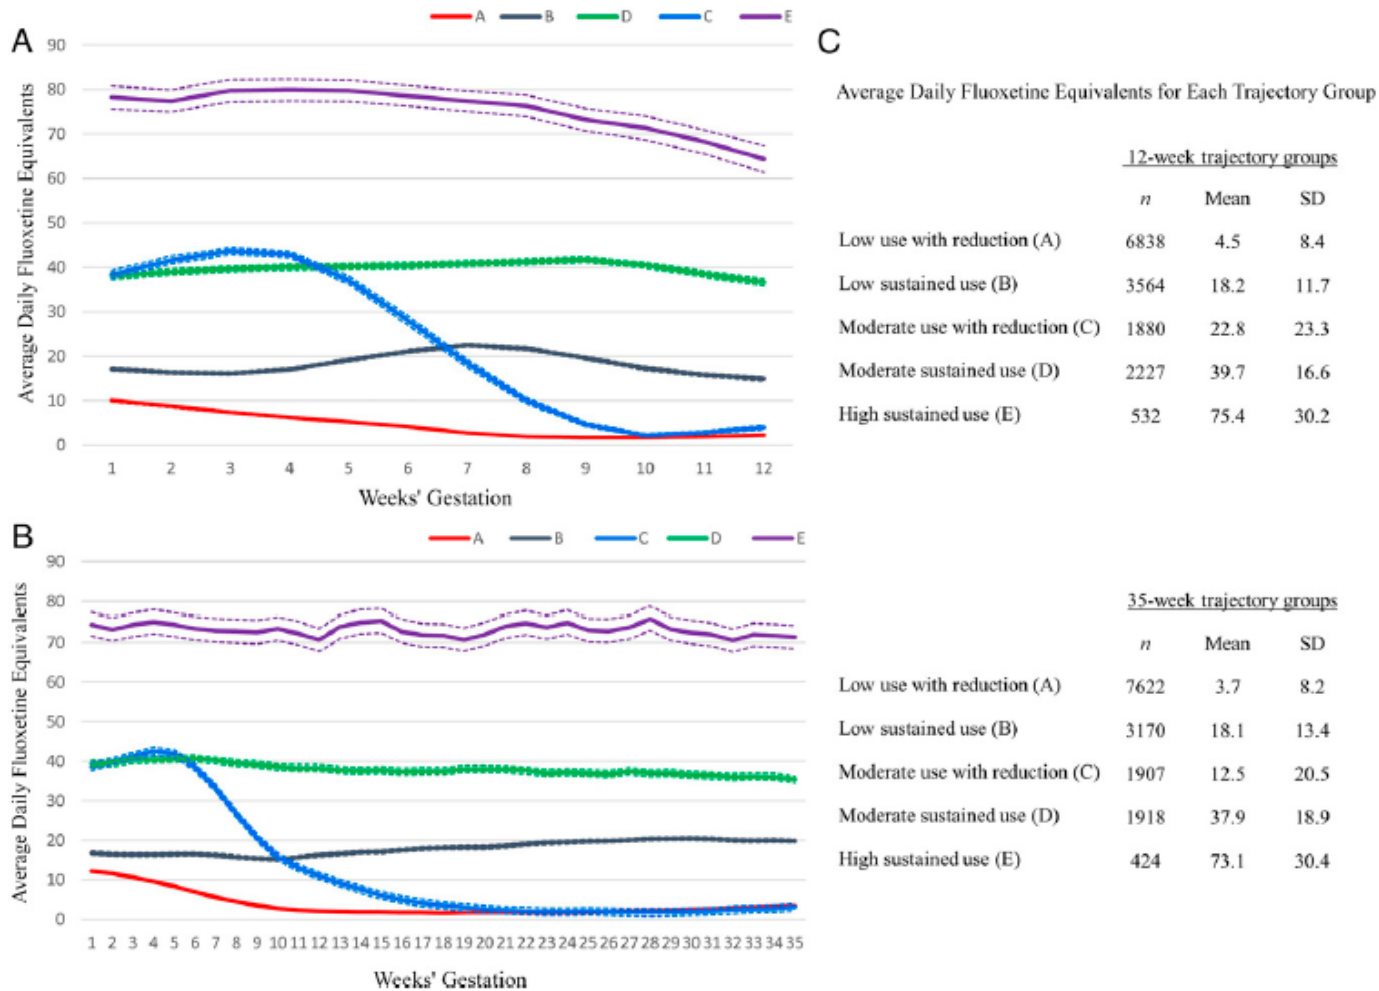 A B D C E
A
90
80
70
60
50
40
30
20
10
0
Average Daily Fluoxetine Equivalents
1 2 3 4 5 6 7 8 9 10 11 12
Weeks' Gestation
B
A B C D E
90
80
70
60
50
40
30
20
10
0
Average Daily Fluoxetine Equivalents
1 2 3 4 5 6 7 8 9 10 11 12 13 14 15 16 17 18 19 20 21 22 23 24 25 26 27 28 29 30 31 32 33 34 35
Weeks' Gestation
C
Average Daily Fluoxetine Equivalents for Each Trajectory Group
12-week trajectory groups
n Mean SD
Low use with reduction (A) 6838 4.5 8.4
Low sustained use (B) 3564 18.2 11.7
Moderate use with reduction (C) 1880 22.8 23.3
Moderate sustained use (D) 2227 39.7 16.6
High sustained use (E) 532 75.4 30.2
35-week trajectory groups
n Mean SD
Low use with reduction (A) 7622 3.7 8.2
Low sustained use (B) 3170 18.1 13.4
Moderate use with reduction (C) 1907 12.5 20.5
Moderate sustained use (D) 1918 37.9 18.9
High sustained use (E) 424 73.1 30.4